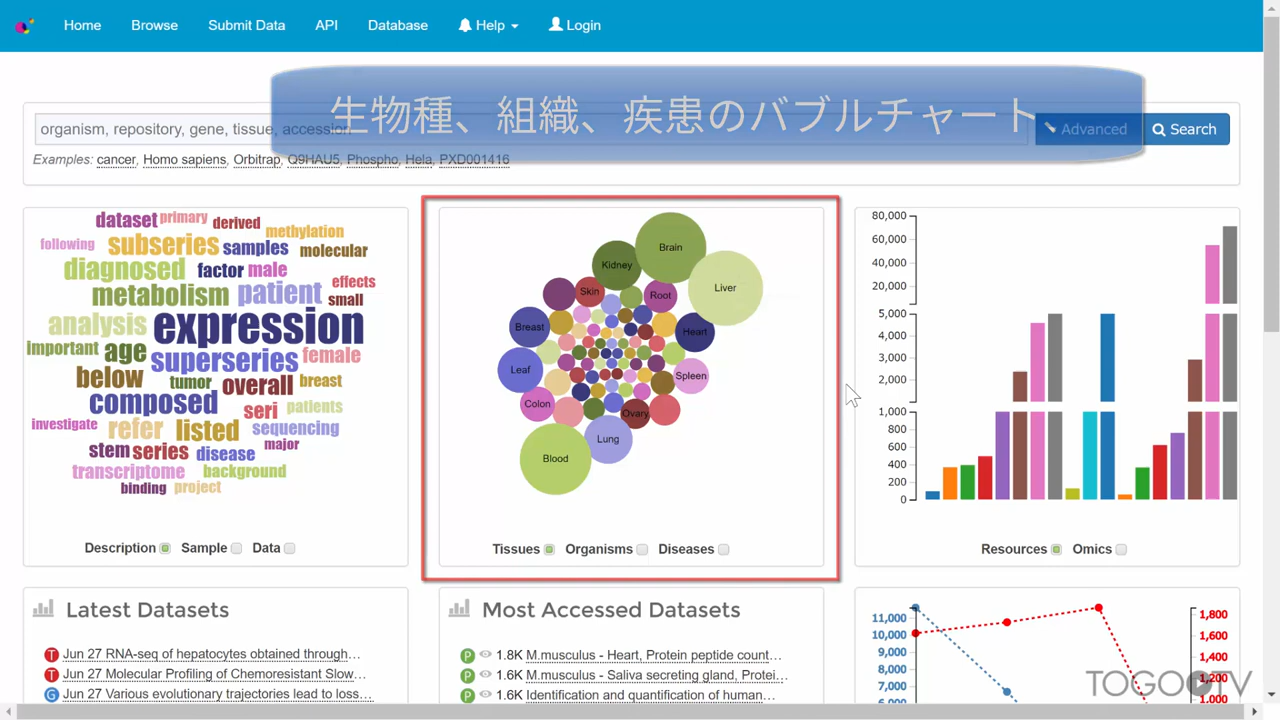 Home Browse Submit Data API Database Help Login
生物種、組織、疾患のバブルチャート
organism, repository, gene, tissue, accession
Advanced Search
Examples: cancer, Homo sapiens, Orbitrap, Q9HAU5, Phospho, Hela, PXD001416
dataset primary derived
following subseries samples methylation molecular
diagnosed factor male effects
metabolism patient small
analysis expression
important age superseries female
below tumor overall breast
composed seri patients
investigate refer listed sequencing
stem series disease major
transcriptome background
binding project
Description Sample Data
Brain
Kidney
Liver
Skin
Root
Breast
Heart
Leaf
Spleen
Colon
Ovary
Lung
Blood
Tissues Organisms Diseases
80,000
60,000
40,000
20,000
5,000
4,000
3,000
2,000
1,000
800
600
400
200
0
Resources Omics
Latest Datasets
T Jun 27 RNA-seq of hepatocytes obtained through…
T Jun 27 Molecular Profiling of Chemoresistant Slow…
G Jun 27 Various evolutionary trajectories lead to loss…
Most Accessed Datasets
P 1.8K M.musculus - Heart, Protein peptide count…
P 1.6K M.musculus - Saliva secreting gland, Protei…
P 1.6K Identification and quantification of human…
11,000
10,000
9,000
8,000
7,000
1,800
1,600
1,400
1,200
1,000
TOGOTV